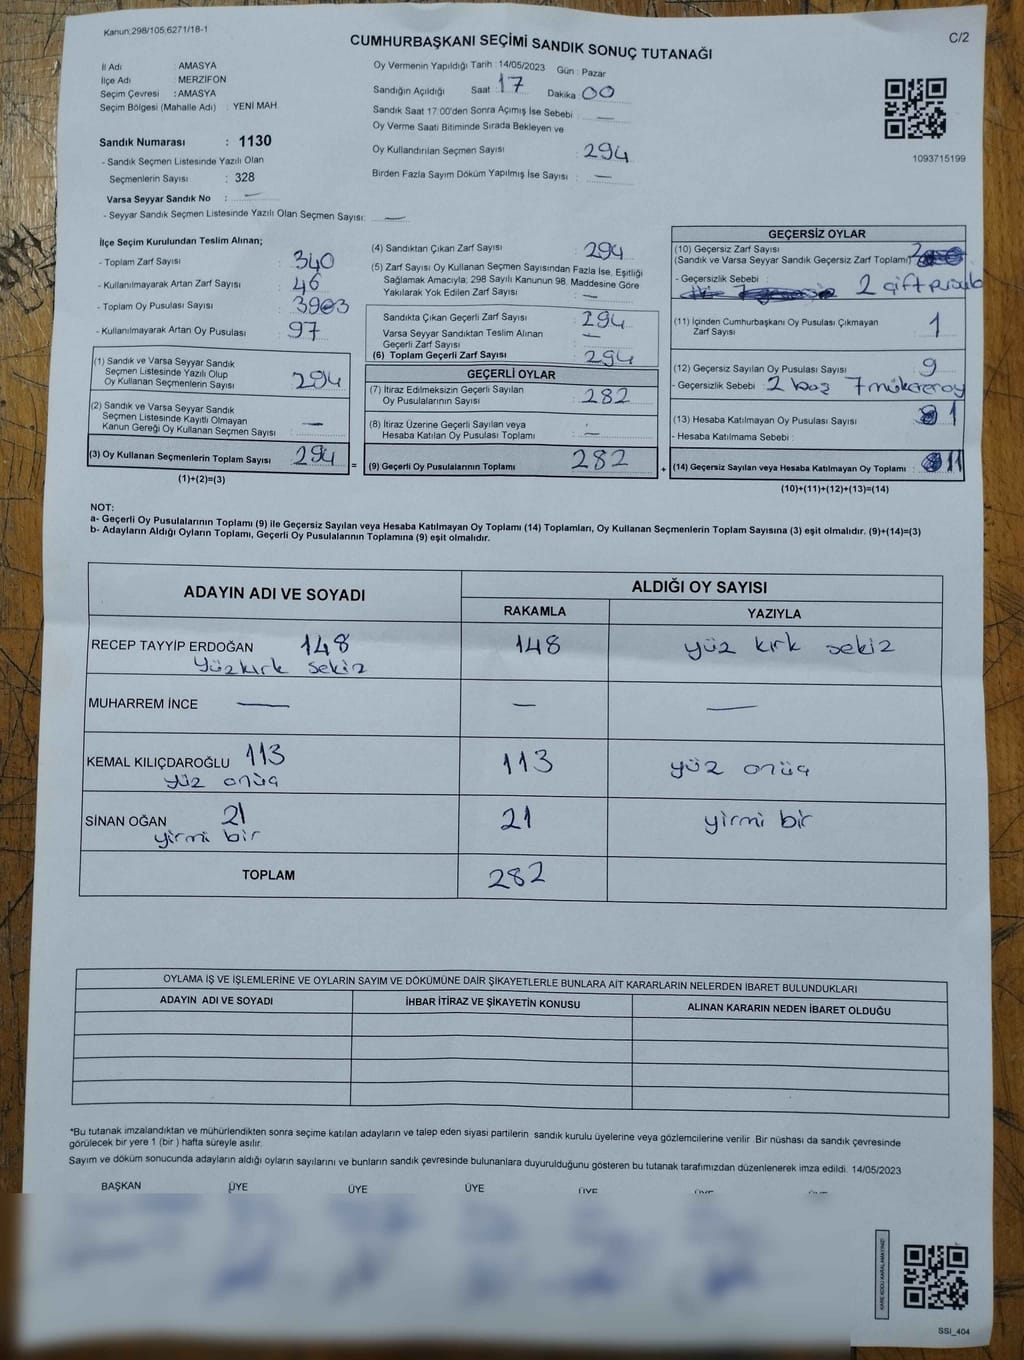 Kanun:298/105;6271/18-1
C/2
CUMHURBAŞKANI SEÇİMİ SANDIK SONUÇ TUTANAĞI
İl Adı AMASYA
İlçe Adı MERZİFON
Seçim Çevresi : AMASYA
Seçim Bölgesi (Mahalle Adı) : YENİ MAH.
Sandık Numarası : 1130
- Sandık Seçmen Listesinde Yazılı Olan
Seçmenlerin Sayısı : 328
Varsa Seyyar Sandık No : —
- Seyyar Sandık Seçmen Listesinde Yazılı Olan Seçmen Sayısı: —
Oy Vermenin Yapıldığı Tarih : 14/05/2023 Gün : Pazar
Sandığın Açıldığı Saat : 17 Dakika 00
Sandık Saat 17:00'den Sonra Açılmış İse Sebebi : —
Oy Verme Saati Bitiminde Sırada Bekleyen ve
Oy Kullandırılan Seçmen Sayısı : 294
Birden Fazla Sayım Döküm Yapılmış İse Sayısı : —
1093715199
İlçe Seçim Kurulundan Teslim Alınan;
- Toplam Zarf Sayısı : 340
- Kullanılmayarak Artan Zarf Sayısı : 46
- Toplam Oy Pusulası Sayısı :
- Kullanılmayarak Artan Oy Pusulası : 97
(1) Sandık ve Varsa Seyyar Sandık
Seçmen Listesinde Yazılı Olup
Oy Kullanan Seçmenlerin Sayısı : 294
(2) Sandık ve Varsa Seyyar Sandık
Seçmen Listesinde Kayıtlı Olmayan
Kanun Gereği Oy Kullanan Seçmen Sayısı : —
(3) Oy Kullanan Seçmenlerin Toplam Sayısı : 294
(1)+(2)=(3)
=
(4) Sandıktan Çıkan Zarf Sayısı : 294
(5) Zarf Sayısı Oy Kullanan Seçmen Sayısından Fazla İse, Eşitliği
Sağlamak Amacıyla; 298 Sayılı Kanunun 98. Maddesine Göre
Yakılarak Yok Edilen Zarf Sayısı : —
Sandıkta Çıkan Geçerli Zarf Sayısı : 294
Varsa Seyyar Sandıktan Teslim Alınan
Geçerli Zarf Sayısı : —
(6) Toplam Geçerli Zarf Sayısı : 294
GEÇERLİ OYLAR
(7) İtiraz Edilmeksizin Geçerli Sayılan
Oy Pusulalarının Sayısı : 282
(8) İtiraz Üzerine Geçerli Sayılan veya
Hesaba Katılan Oy Pusulası Toplamı : —
(9) Geçerli Oy Pusulalarının Toplamı : 282
+
GEÇERSİZ OYLAR
(10) Geçersiz Zarf Sayısı
(Sandık ve Varsa Seyyar Sandık Geçersiz Zarf Toplamı)
- Geçersizlik Sebebi : 2 çift pusula
(11) İçinden Cumhurbaşkanı Oy Pusulası Çıkmayan
Zarf Sayısı : 1
(12) Geçersiz Sayılan Oy Pusulası Sayısı : 9
- Geçersizlik Sebebi : 2 boş 7 mükerer oy
(13) Hesaba Katılmayan Oy Pusulası Sayısı : 1
- Hesaba Katılmama Sebebi :
(14) Geçersiz Sayılan veya Hesaba Katılmayan Oy Toplamı : 11
(10)+(11)+(12)+(13)=(14)
NOT:
a- Geçerli Oy Pusulalarının Toplamı (9) ile Geçersiz Sayılan veya Hesaba Katılmayan Oy Toplamı (14) Toplamları, Oy Kullanan Seçmenlerin Toplam Sayısına (3) eşit olmalıdır. (9)+(14)=(3)
b- Adayların Aldığı Oyların Toplamı, Geçerli Oy Pusulalarının Toplamına (9) eşit olmalıdır.
ADAYIN ADI VE SOYADI
ALDIĞI OY SAYISI
RAKAMLA YAZIYLA
RECEP TAYYİP ERDOĞAN 148 148 yüz kırk sekiz
yüzkırk sekiz
MUHARREM İNCE — — —
KEMAL KILIÇDAROĞLU 113 113 yüz onüç
yüz onüç
SİNAN OĞAN 21 21 yirmi bir
yirmi bir
TOPLAM 282
OYLAMA İŞ VE İŞLEMLERİNE VE OYLARIN SAYIM VE DÖKÜMÜNE DAİR ŞİKAYETLERLE BUNLARA AİT KARARLARIN NELERDEN İBARET BULUNDUKLARI
ADAYIN ADI VE SOYADI İHBAR İTİRAZ VE ŞİKAYETİN KONUSU ALINAN KARARIN NEDEN İBARET OLDUĞU
*Bu tutanak imzalandıktan ve mühürlendikten sonra seçime katılan adayların ve talep eden siyasi partilerin sandık kurulu üyelerine veya gözlemcilerine verilir. Bir nüshası da sandık çevresinde
görülecek bir yere 1 (bir ) hafta süreyle asılır.
Sayım ve döküm sonucunda adayların aldığı oyların sayılarını ve bunların sandık çevresinde bulunanlara duyurulduğunu gösteren bu tutanak tarafımızdan düzenlenerek imza edildi. 14/05/2023
BAŞKAN ÜYE ÜYE ÜYE ÜYE
KARE KODU KARALAMAYINIZ!
SSI_404